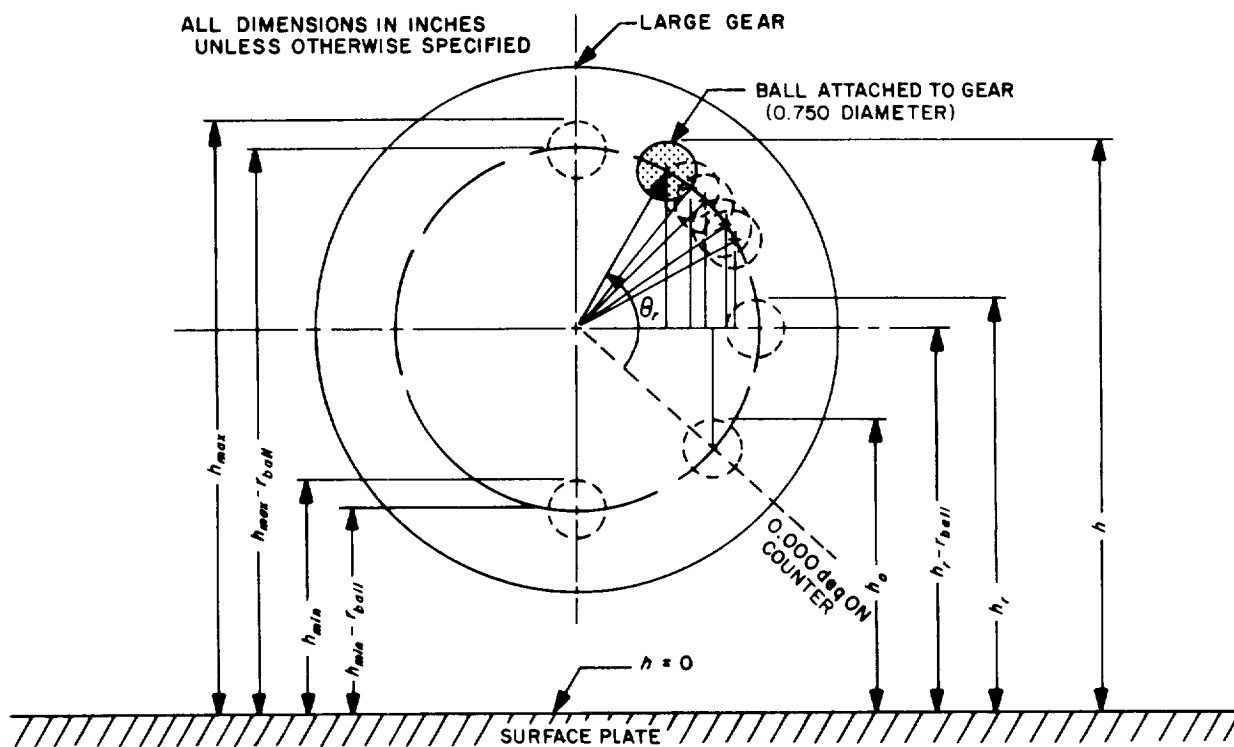 ALL DIMENSIONS IN INCHES
UNLESS OTHERWISE SPECIFIED
LARGE GEAR
BALL ATTACHED TO GEAR
(0.750 DIAMETER)
θr
hmax
hmax - rball
hmin
hmin - rball
0.000 deg ON
COUNTER
ho
hr - rball
hr
h
h = 0
SURFACE PLATE